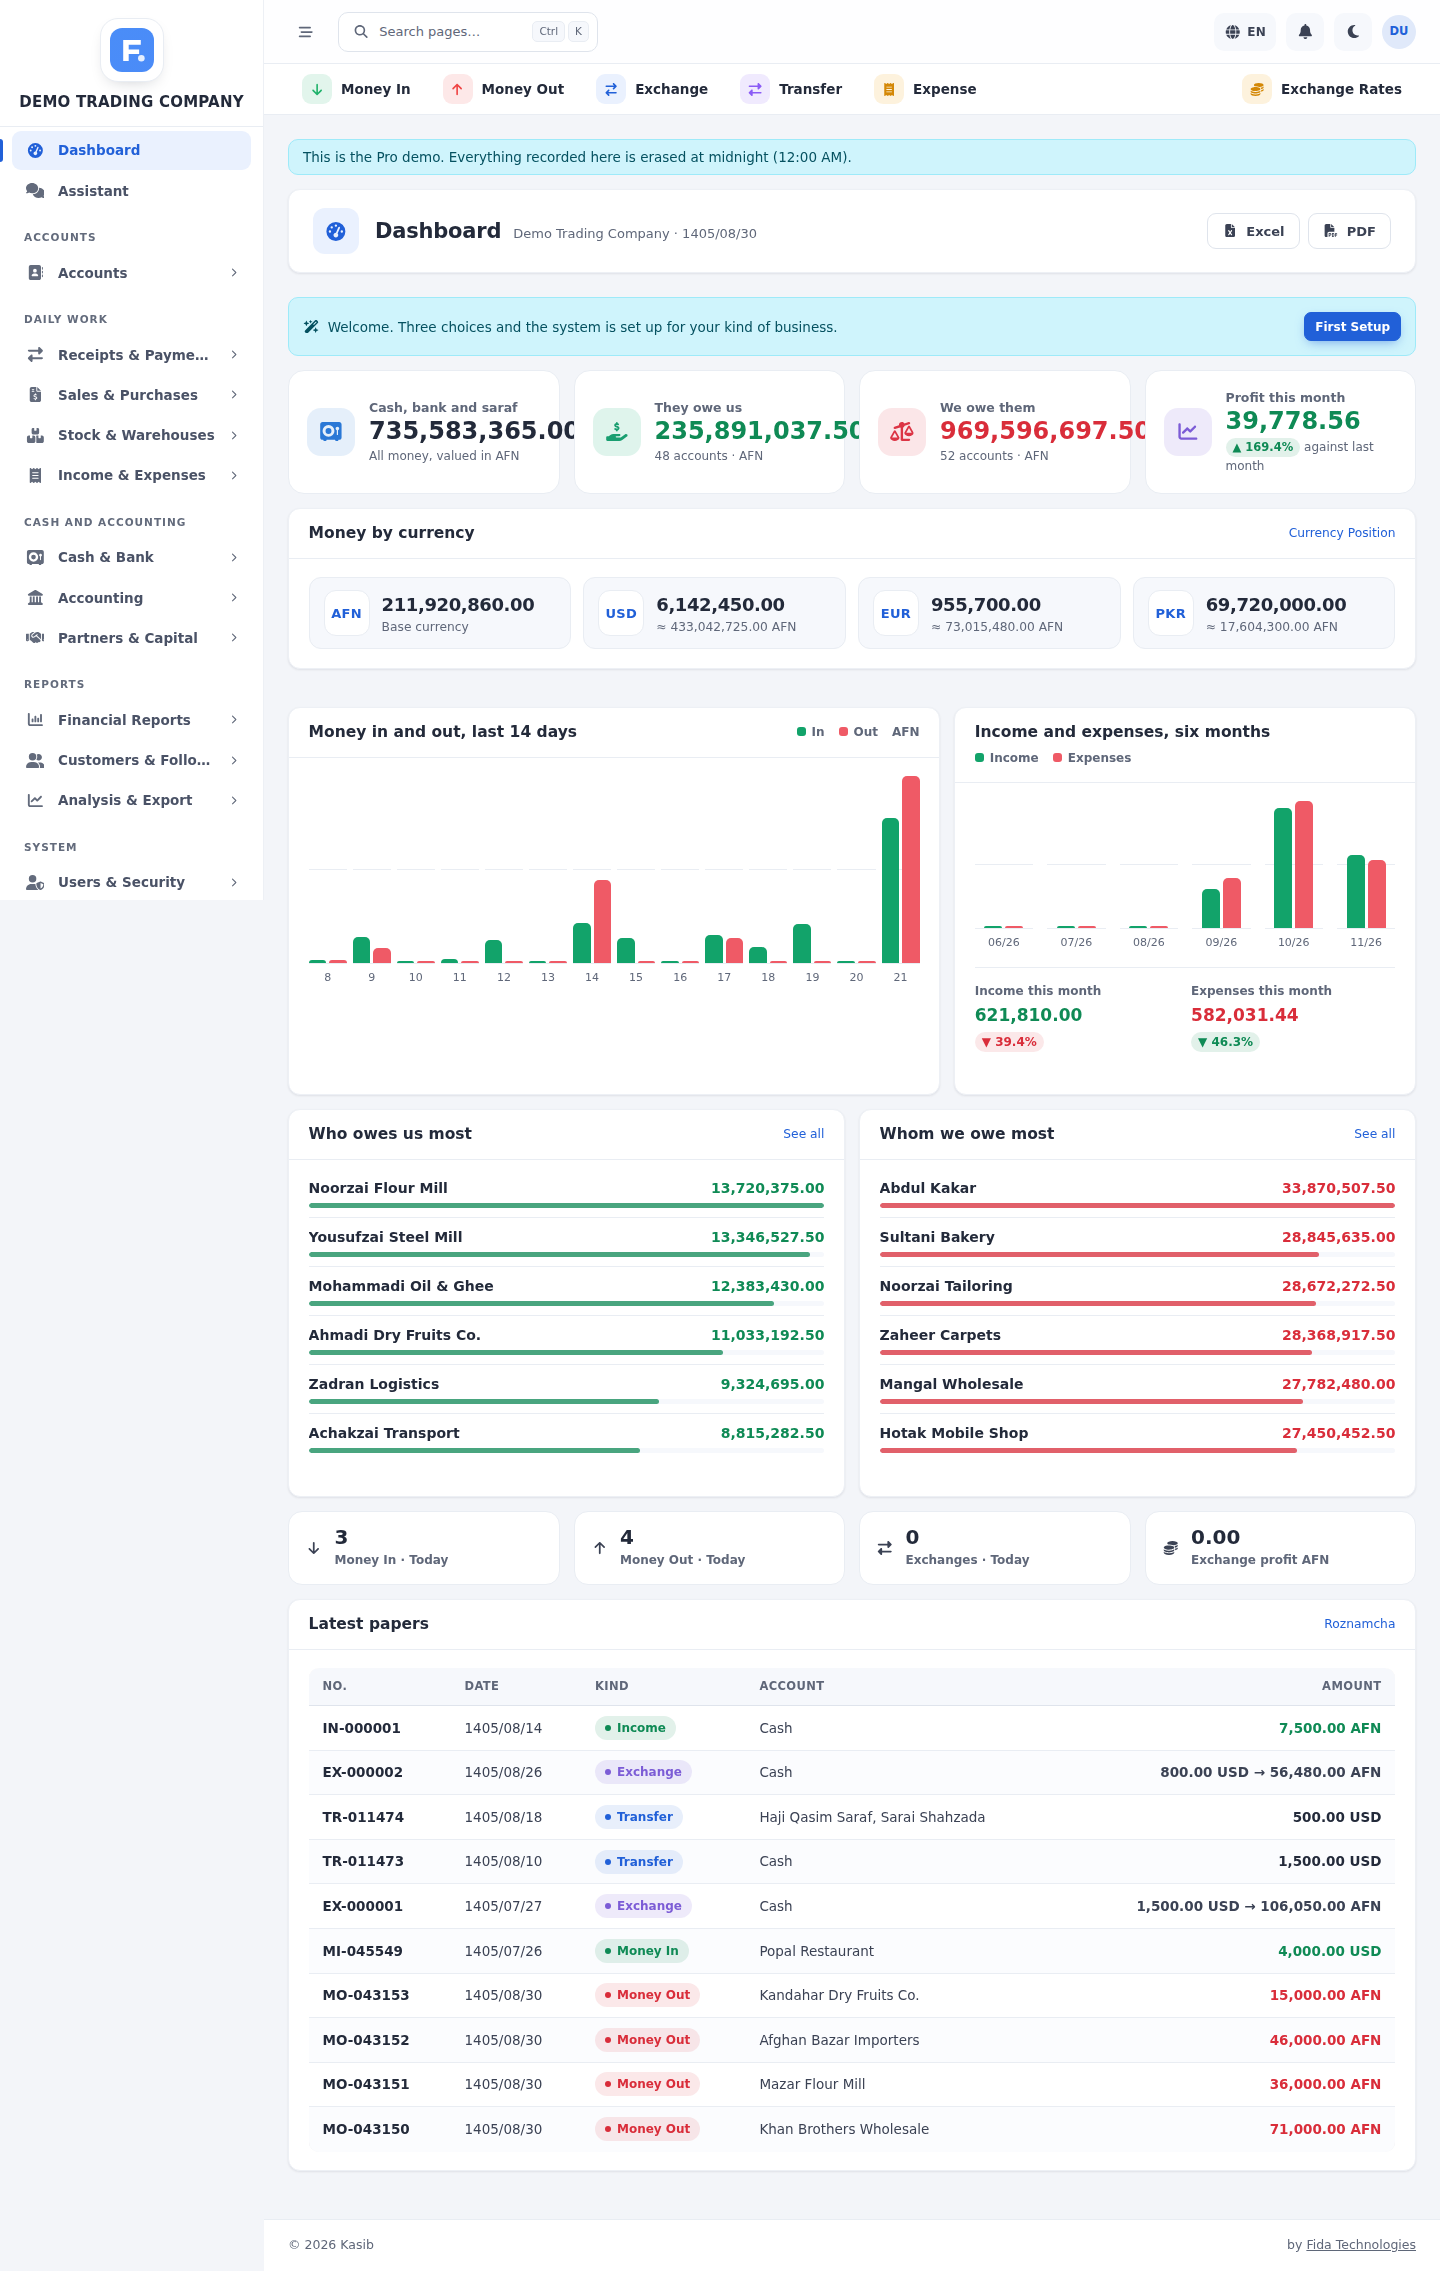 F.
DEMO TRADING COMPANY
Dashboard
Assistant
ACCOUNTS
Accounts
DAILY WORK
Receipts & Payme...
Sales & Purchases
Stock & Warehouses
Income & Expenses
CASH AND ACCOUNTING
Cash & Bank
Accounting
Partners & Capital
REPORTS
Financial Reports
Customers & Follo...
Analysis & Export
SYSTEM
Users & Security
Search pages... Ctrl K
EN DU
Money In Money Out Exchange Transfer Expense Exchange Rates
This is the Pro demo. Everything recorded here is erased at midnight (12:00 AM).
Dashboard Demo Trading Company · 1405/08/30 Excel PDF
Welcome. Three choices and the system is set up for your kind of business. First Setup
Cash, bank and saraf
735,583,365.00
All money, valued in AFN
They owe us
235,891,037.50
48 accounts · AFN
We owe them
969,596,697.50
52 accounts · AFN
Profit this month
39,778.56
▲ 169.4% against last
month
Money by currency Currency Position
AFN 211,920,860.00
Base currency
USD 6,142,450.00
≈ 433,042,725.00 AFN
EUR 955,700.00
≈ 73,015,480.00 AFN
PKR 69,720,000.00
≈ 17,604,300.00 AFN
Money in and out, last 14 days In Out AFN
8 9 10 11 12 13 14 15 16 17 18 19 20 21
Income and expenses, six months
Income Expenses
06/26 07/26 08/26 09/26 10/26 11/26
Income this month
621,810.00
▼ 39.4%
Expenses this month
582,031.44
▼ 46.3%
Who owes us most See all
Noorzai Flour Mill 13,720,375.00
Yousufzai Steel Mill 13,346,527.50
Mohammadi Oil & Ghee 12,383,430.00
Ahmadi Dry Fruits Co. 11,033,192.50
Zadran Logistics 9,324,695.00
Achakzai Transport 8,815,282.50
Whom we owe most See all
Abdul Kakar 33,870,507.50
Sultani Bakery 28,845,635.00
Noorzai Tailoring 28,672,272.50
Zaheer Carpets 28,368,917.50
Mangal Wholesale 27,782,480.00
Hotak Mobile Shop 27,450,452.50
3
Money In · Today
4
Money Out · Today
0
Exchanges · Today
0.00
Exchange profit AFN
Latest papers Roznamcha
NO. DATE KIND ACCOUNT AMOUNT
IN-000001 1405/08/14 Income Cash 7,500.00 AFN
EX-000002 1405/08/26 Exchange Cash 800.00 USD → 56,480.00 AFN
TR-011474 1405/08/18 Transfer Haji Qasim Saraf, Sarai Shahzada 500.00 USD
TR-011473 1405/08/10 Transfer Cash 1,500.00 USD
EX-000001 1405/07/27 Exchange Cash 1,500.00 USD → 106,050.00 AFN
MI-045549 1405/07/26 Money In Popal Restaurant 4,000.00 USD
MO-043153 1405/08/30 Money Out Kandahar Dry Fruits Co. 15,000.00 AFN
MO-043152 1405/08/30 Money Out Afghan Bazar Importers 46,000.00 AFN
MO-043151 1405/08/30 Money Out Mazar Flour Mill 36,000.00 AFN
MO-043150 1405/08/30 Money Out Khan Brothers Wholesale 71,000.00 AFN
© 2026 Kasib by Fida Technologies